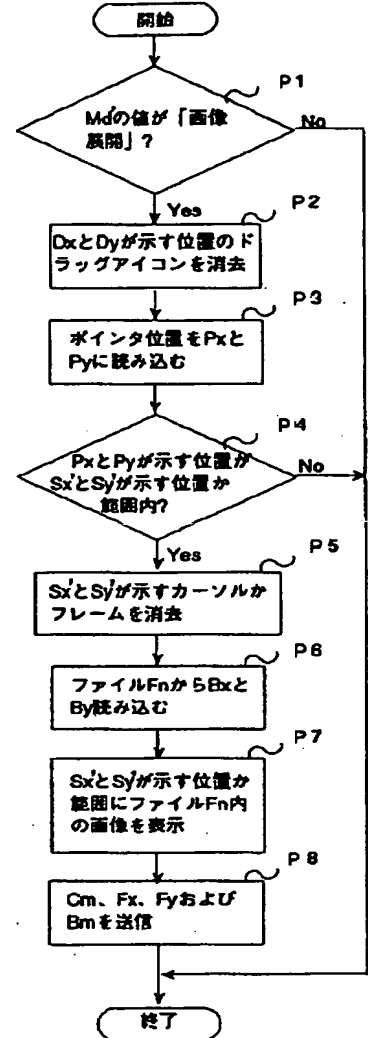 開始
P1
Md'の値が「画像
展開」?
No
Yes
P2
DxとDyが示す位置のド
ラッグアイコンを消去
P3
ポインタ位置をPxと
Pyに読み込む
P4
PxとPyが示す位置が
Sx'とSy'が示す位置か
範囲内?
No
Yes
P5
Sx'とSy'が示すカーソルか
フレームを消去
P6
ファイルFnからBxと
By読み込む
P7
Sx'とSy'が示す位置か
範囲にファイルFn内
の画像を表示
P8
Cm、Fx、Fyおよび
Bmを送信
終了